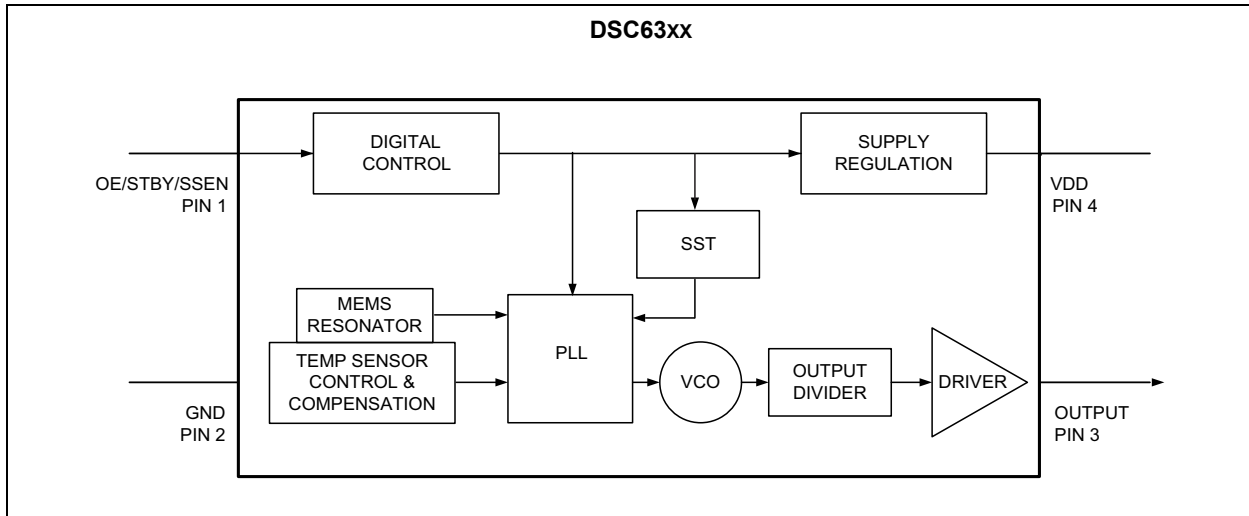 DSC63xx
DIGITAL
CONTROL
SUPPLY
REGULATION
OE/STBY/SSEN
PIN 1
VDD
PIN 4
SST
MEMS
RESONATOR
TEMP SENSOR
CONTROL &
COMPENSATION
PLL
VCO
OUTPUT
DIVIDER
DRIVER
GND
PIN 2
OUTPUT
PIN 3